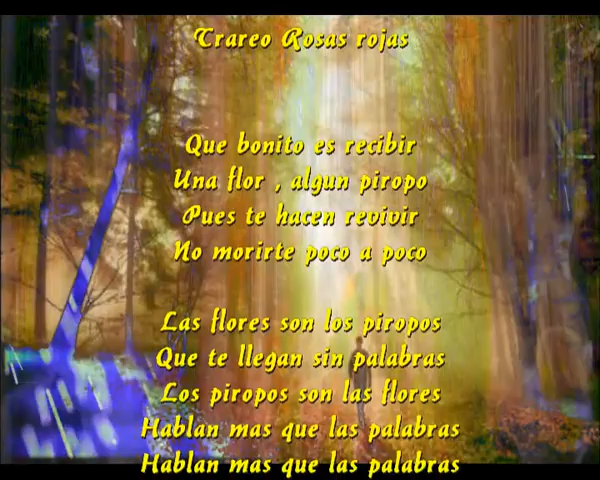 Trareo Rosas rojas
Que bonito es recibir
Una flor , algun piropo
Pues te hacen revivir
No morirte poco a poco
Las flores son los piropos
Que te llegan sin palabras
Los piropos son las flores
Hablan mas que las palabras
Hablan mas que las palabras